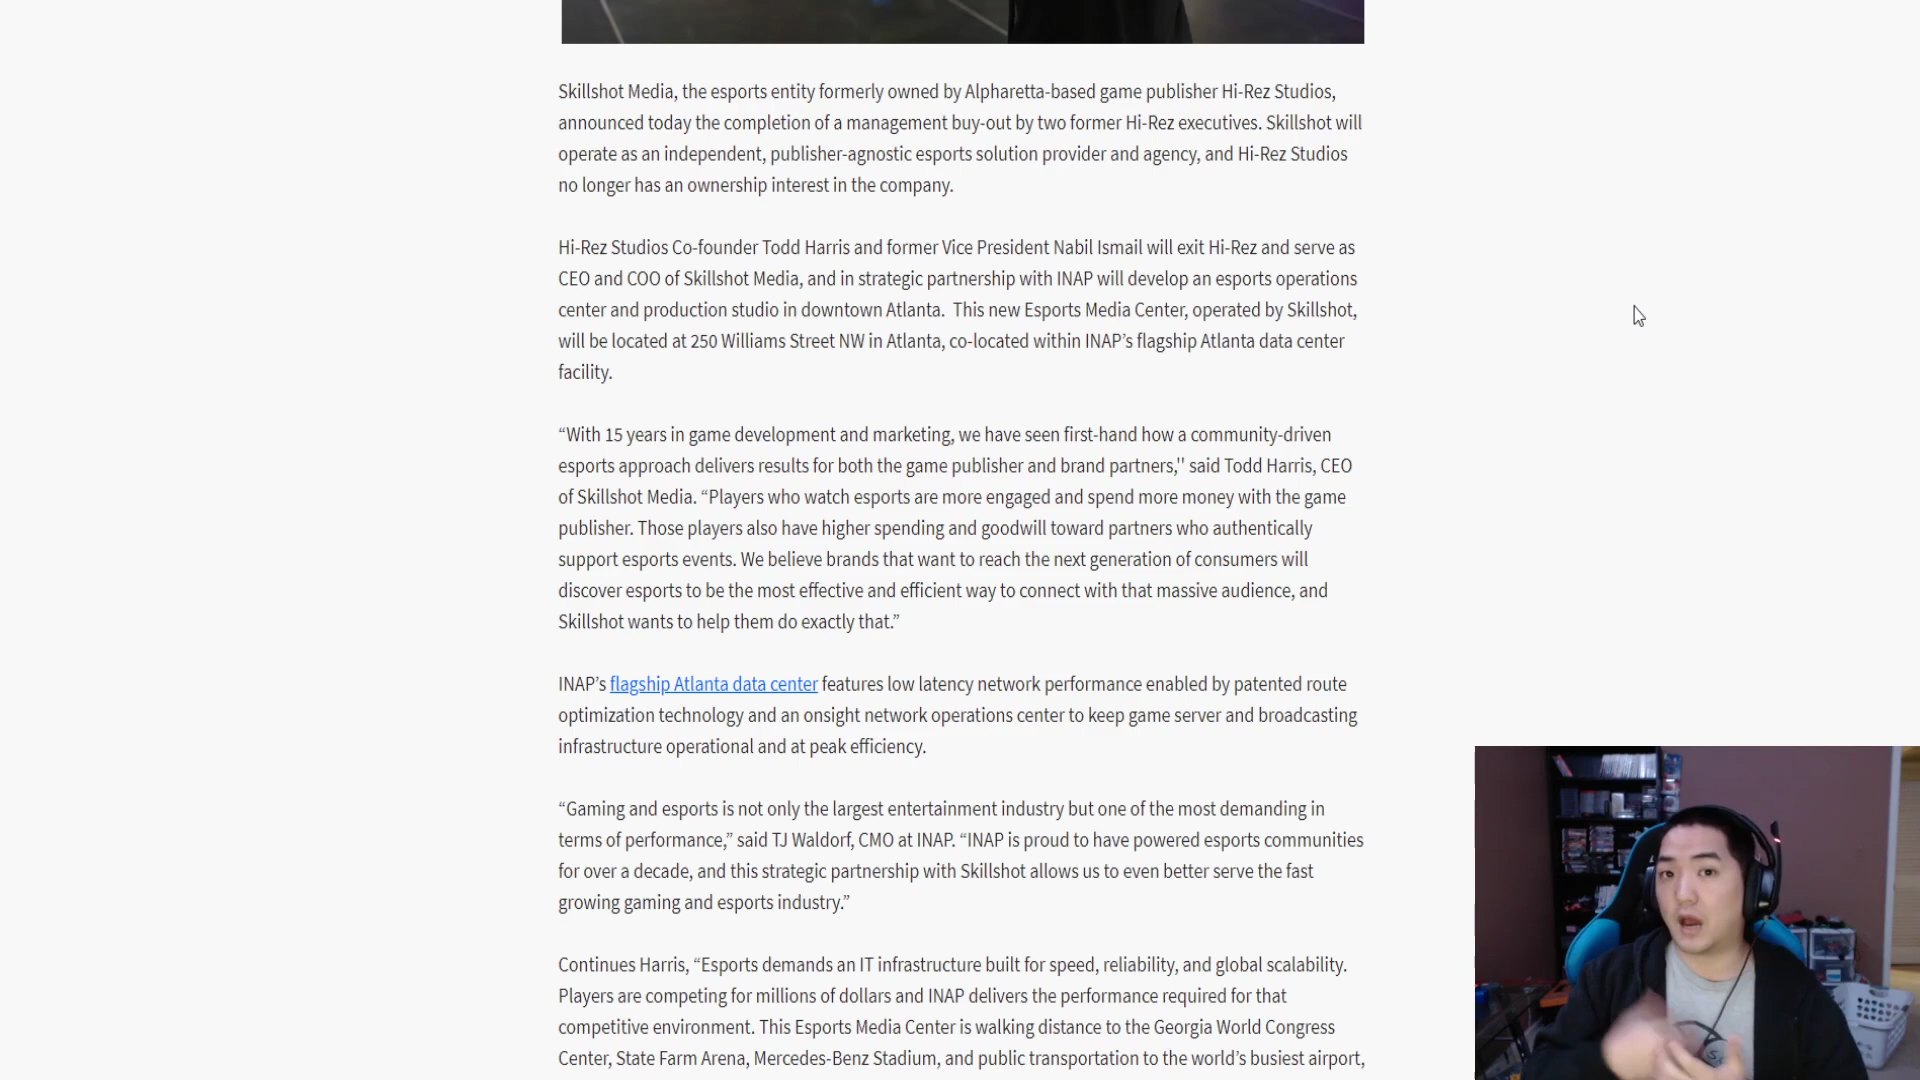 Skillshot Media, the esports entity formerly owned by Alpharetta-based game publisher Hi-Rez Studios,
announced today the completion of a management buy-out by two former Hi-Rez executives. Skillshot will
operate as an independent, publisher-agnostic esports solution provider and agency, and Hi-Rez Studios
no longer has an ownership interest in the company.
Hi-Rez Studios Co-founder Todd Harris and former Vice President Nabil Ismail will exit Hi-Rez and serve as
CEO and COO of Skillshot Media, and in strategic partnership with INAP will develop an esports operations
center and production studio in downtown Atlanta.  This new Esports Media Center, operated by Skillshot,
will be located at 250 Williams Street NW in Atlanta, co-located within INAP’s flagship Atlanta data center
facility.
“With 15 years in game development and marketing, we have seen first-hand how a community-driven
esports approach delivers results for both the game publisher and brand partners,'' said Todd Harris, CEO
of Skillshot Media. “Players who watch esports are more engaged and spend more money with the game
publisher. Those players also have higher spending and goodwill toward partners who authentically
support esports events. We believe brands that want to reach the next generation of consumers will
discover esports to be the most effective and efficient way to connect with that massive audience, and
Skillshot wants to help them do exactly that.”
INAP’s flagship Atlanta data center features low latency network performance enabled by patented route
optimization technology and an onsight network operations center to keep game server and broadcasting
infrastructure operational and at peak efficiency.
“Gaming and esports is not only the largest entertainment industry but one of the most demanding in
terms of performance,” said TJ Waldorf, CMO at INAP. “INAP is proud to have powered esports communities
for over a decade, and this strategic partnership with Skillshot allows us to even better serve the fast
growing gaming and esports industry.”
Continues Harris, “Esports demands an IT infrastructure built for speed, reliability, and global scalability.
Players are competing for millions of dollars and INAP delivers the performance required for that
competitive environment. This Esports Media Center is walking distance to the Georgia World Congress
Center, State Farm Arena, Mercedes-Benz Stadium, and public transportation to the world’s busiest airport,